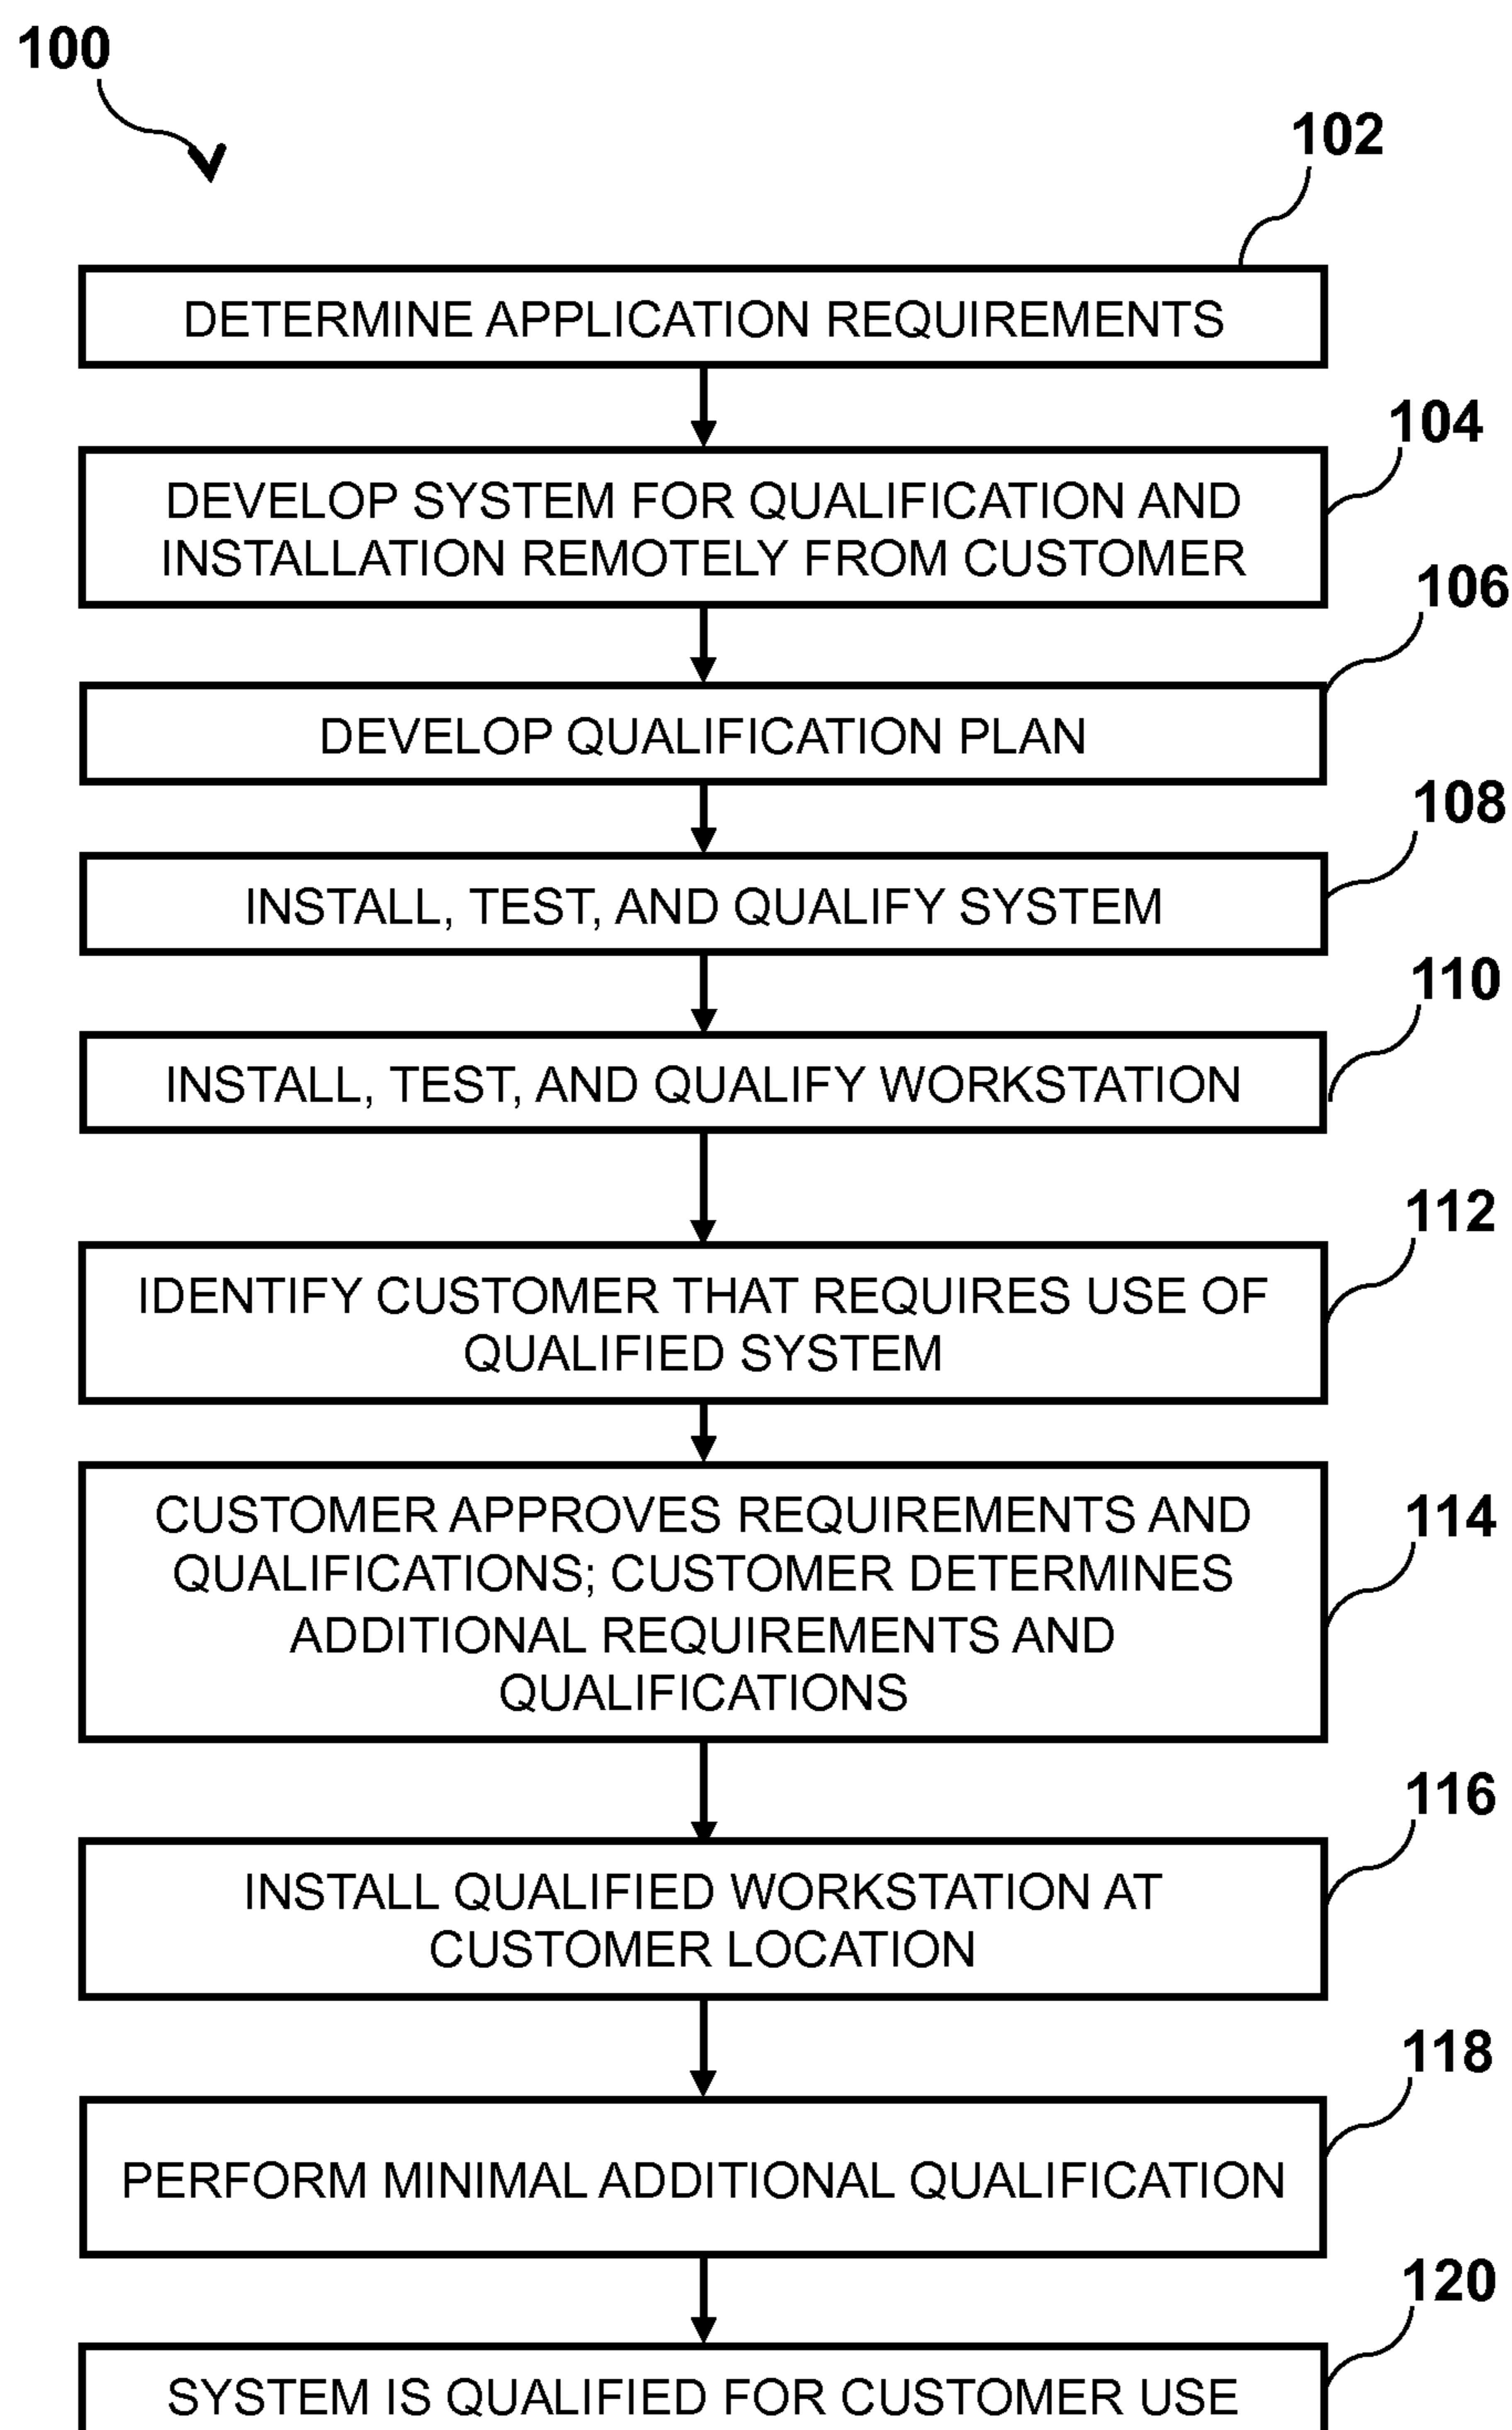 100
102
DETERMINE APPLICATION REQUIREMENTS
104
DEVELOP SYSTEM FOR QUALIFICATION AND
INSTALLATION REMOTELY FROM CUSTOMER
106
DEVELOP QUALIFICATION PLAN
108
INSTALL, TEST, AND QUALIFY SYSTEM
110
INSTALL, TEST, AND QUALIFY WORKSTATION
112
IDENTIFY CUSTOMER THAT REQUIRES USE OF
QUALIFIED SYSTEM
114
CUSTOMER APPROVES REQUIREMENTS AND
QUALIFICATIONS; CUSTOMER DETERMINES
ADDITIONAL REQUIREMENTS AND
QUALIFICATIONS
116
INSTALL QUALIFIED WORKSTATION AT
CUSTOMER LOCATION
118
PERFORM MINIMAL ADDITIONAL QUALIFICATION
120
SYSTEM IS QUALIFIED FOR CUSTOMER USE